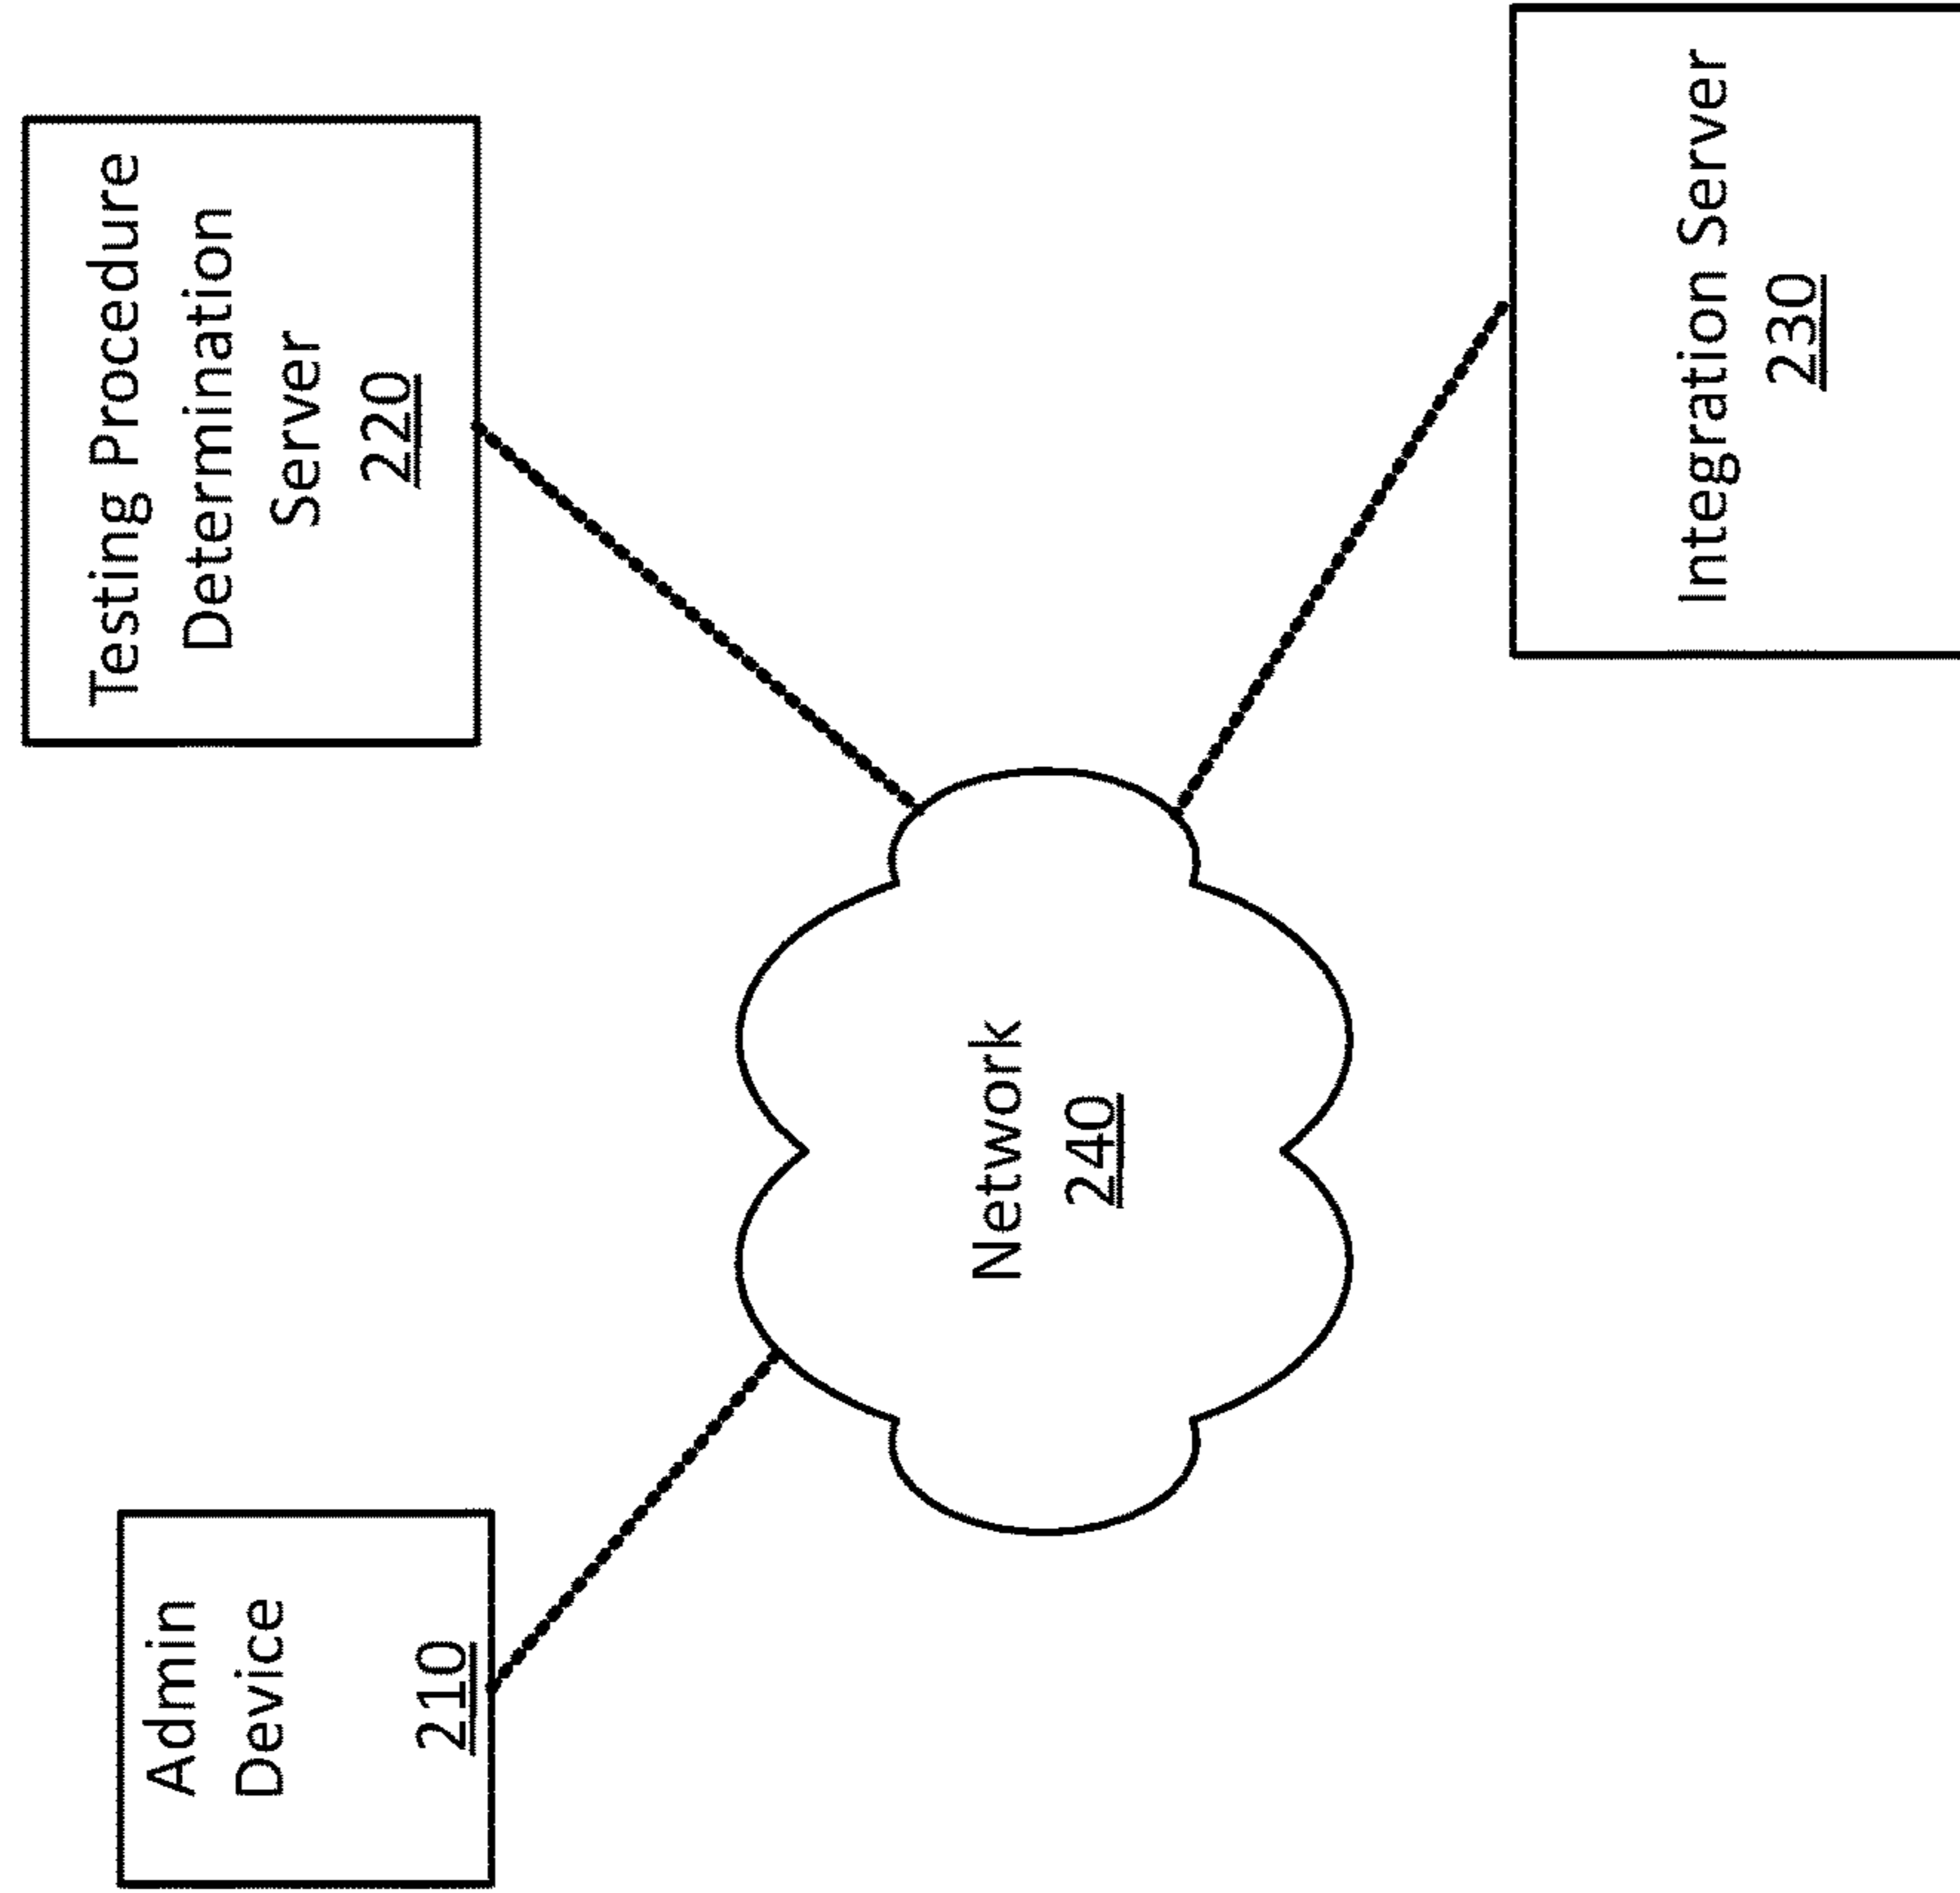 Admin
Device
210
Testing Procedure
Determination
Server
220
Network
240
Integration Server
230